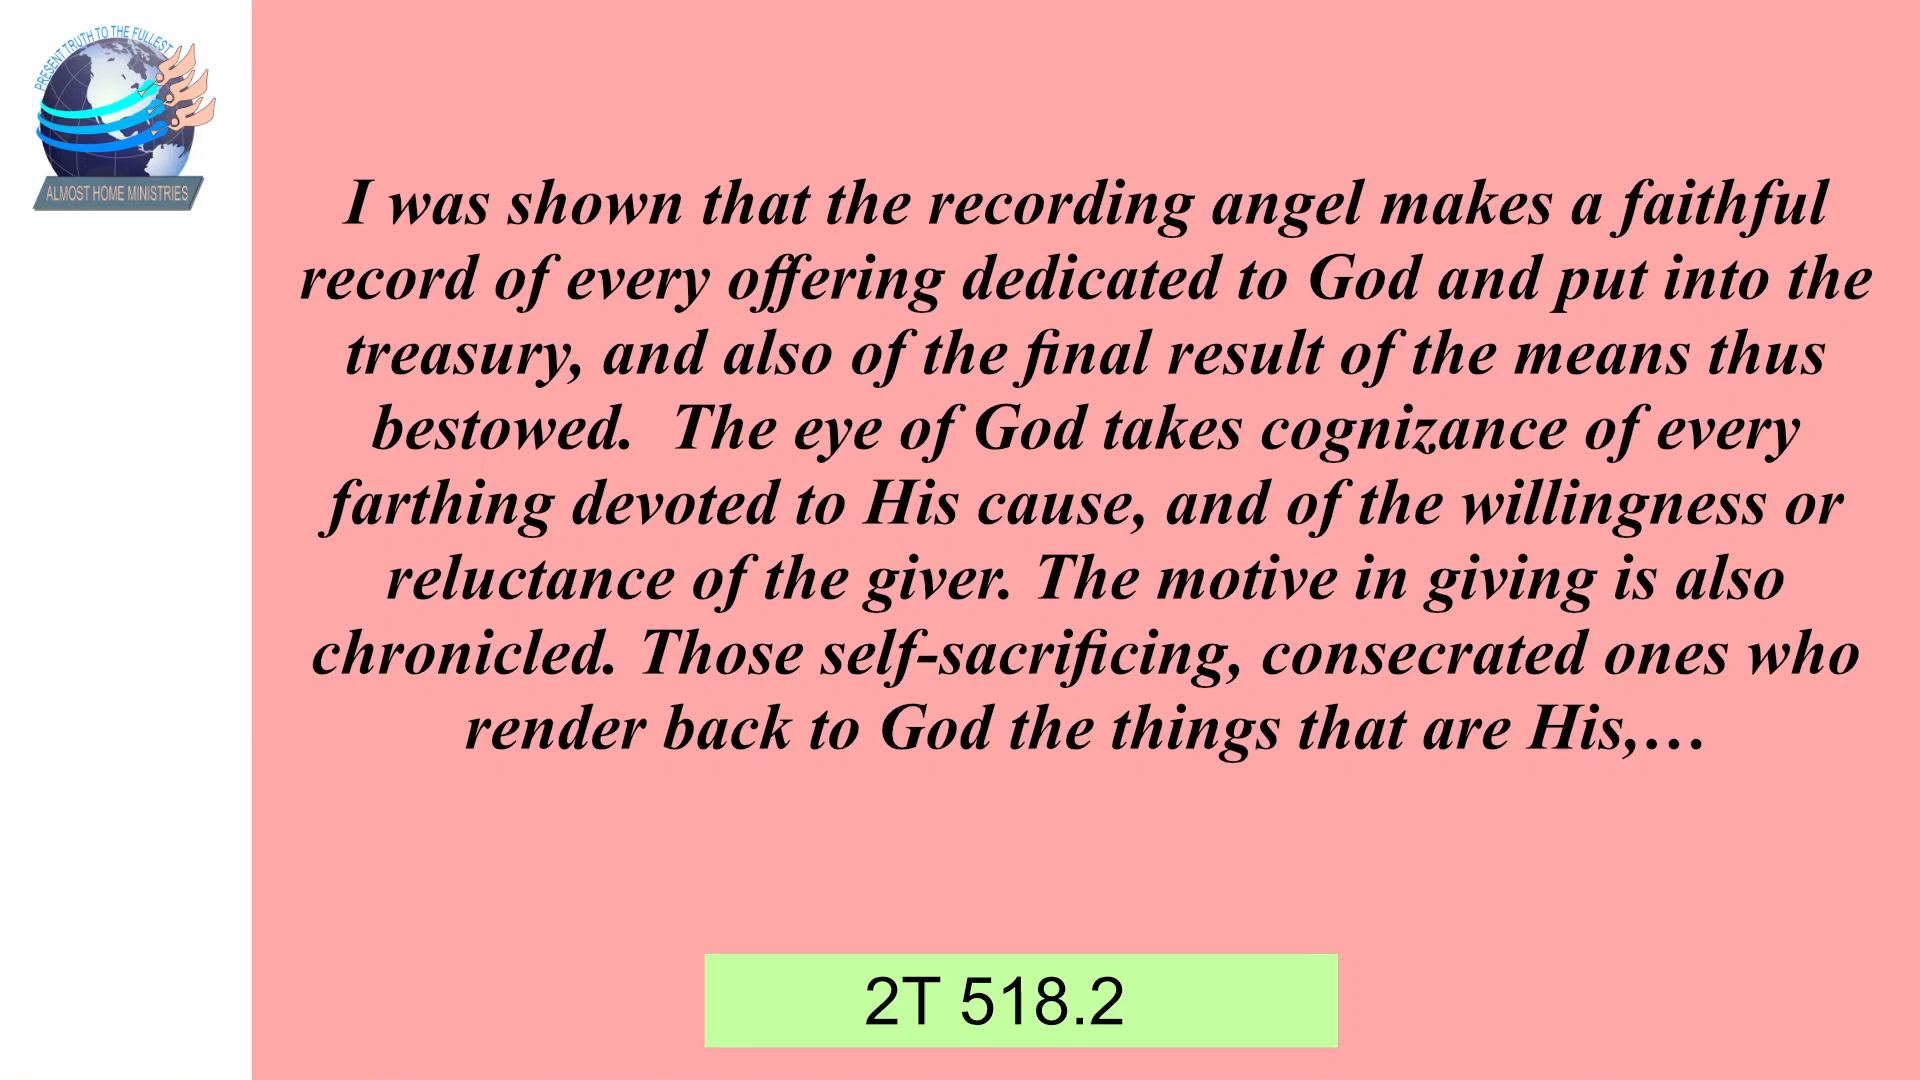 PRESENT TRUTH TO THE FULLEST
ALMOST HOME MINISTRIES
I was shown that the recording angel makes a faithful
record of every offering dedicated to God and put into the
treasury, and also of the final result of the means thus
bestowed.  The eye of God takes cognizance of every
farthing devoted to His cause, and of the willingness or
reluctance of the giver. The motive in giving is also
chronicled. Those self-sacrificing, consecrated ones who
render back to God the things that are His,…
2T 518.2